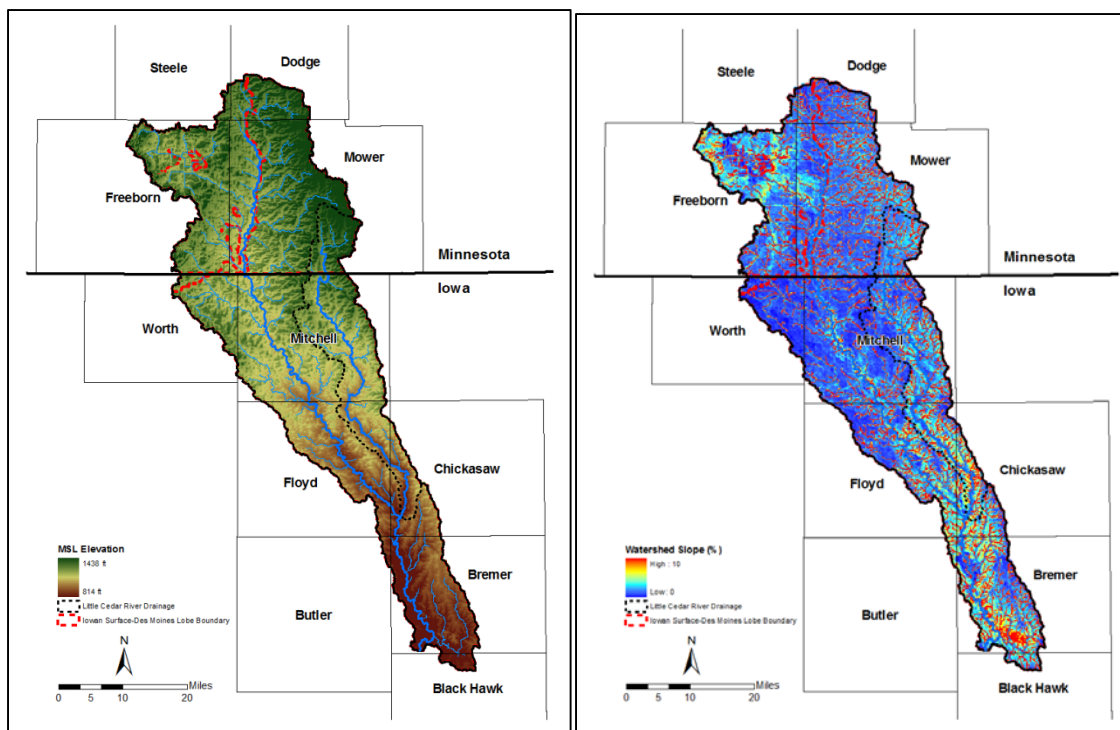 Steele
Dodge
Mower
Freeborn
Minnesota
Iowa
Worth
Mitchell
Chickasaw
Floyd
MSL Elevation
1438 ft
814 ft
Little Cedar River Drainage
Iowan Surface-Des Moines Lobe Boundary
Bremer
Butler
N
Miles
0 5 10 20
Black Hawk
Steele
Dodge
Mower
Freeborn
Minnesota
Iowa
Worth
Mitchell
Chickasaw
Floyd
Watershed Slope (%)
High : 10
Low : 0
Little Cedar River Drainage
Iowan Surface-Des Moines Lobe Boundary
Bremer
Butler
N
Miles
0 5 10 20
Black Hawk